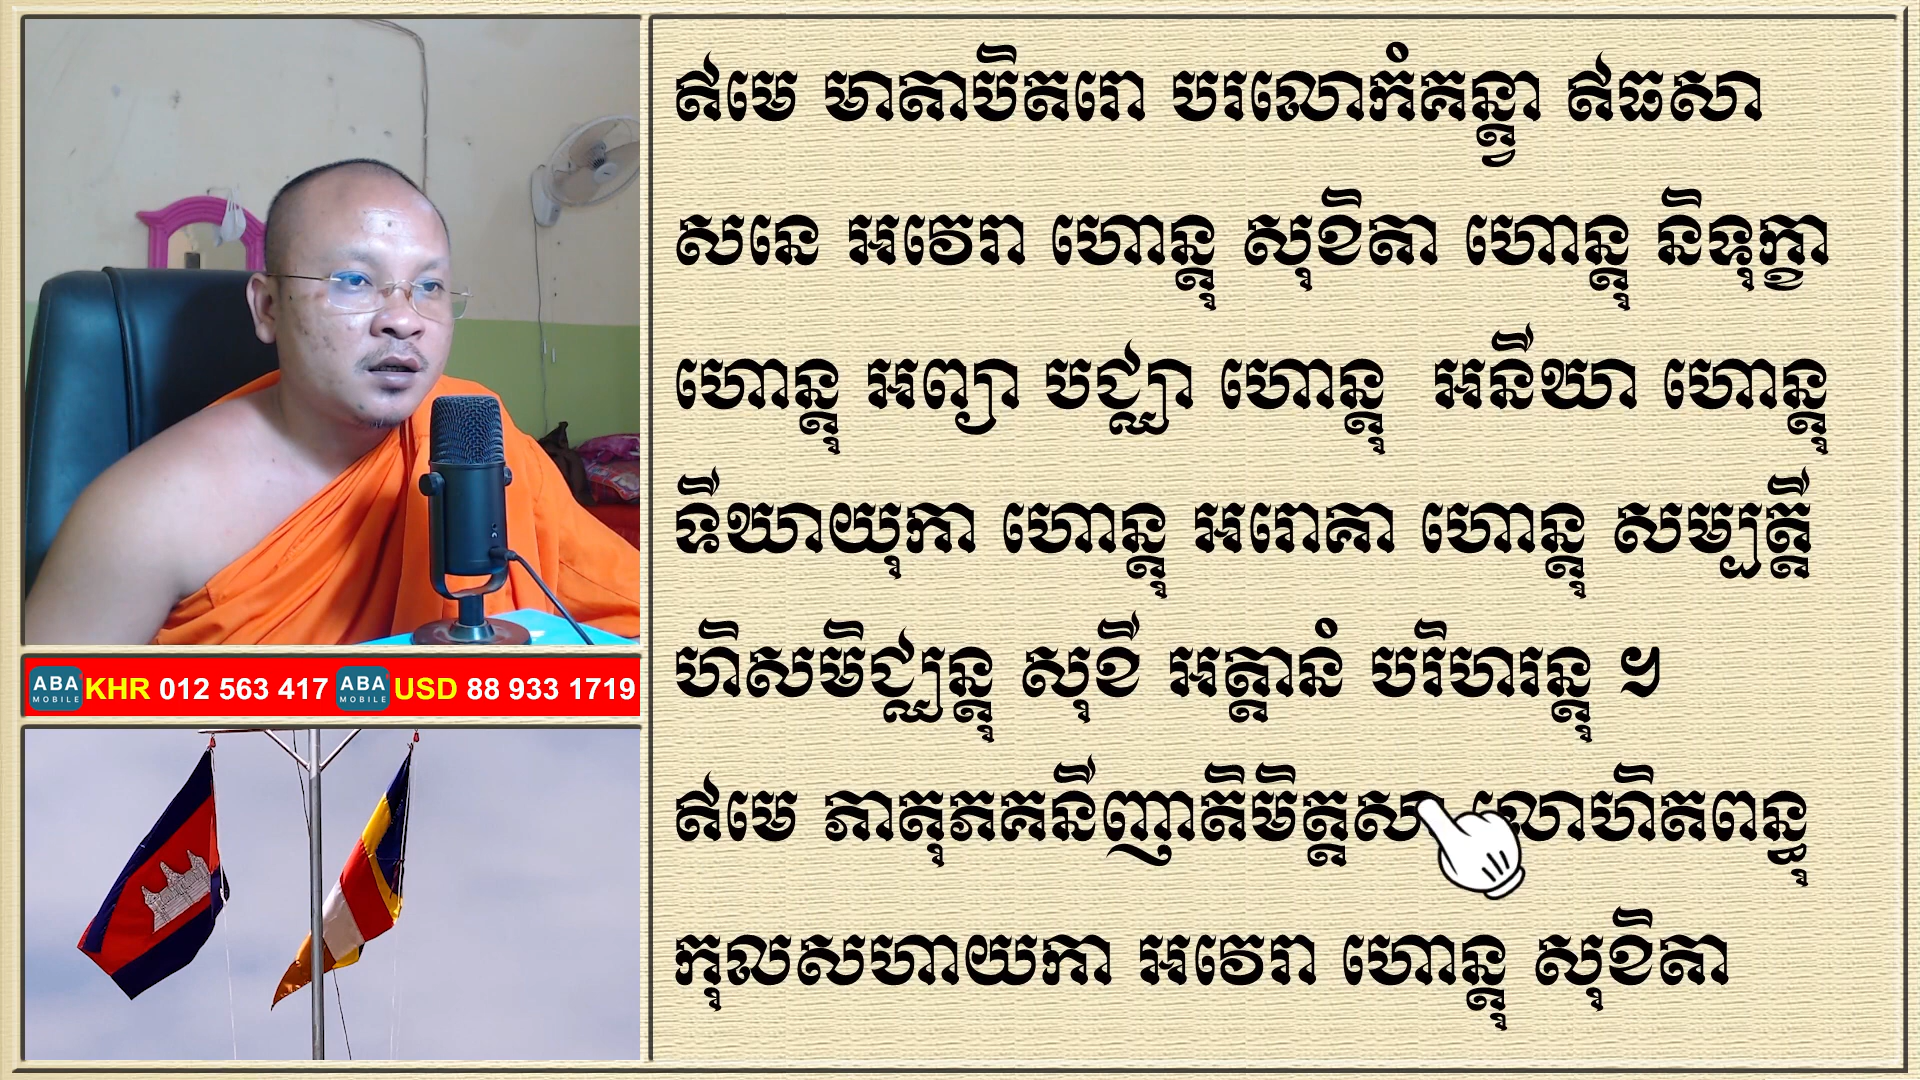 ឥមេ មាតាបិតរោ បរលោកំគន្ត្វា ឥធសា
សនេ អវេរា ហោន្តុ សុខិតា ហោន្តុ និទុក្ខា
ហោន្តុ អព្យា បជ្ឈា ហោន្តុ អនីឃា ហោន្តុ
ទីឃាយុកា ហោន្តុ អរោគា ហោន្តុ សម្បត្តី
ហិសមិជ្ឈន្តុ សុខី អត្តានំ បរិហរន្តុ ។
ឥមេ ភាតុភគនីញាតិមិត្តសា លោហិតពន្ធុ
កុលសហាយកា អវេរា ហោន្តុ សុខិតា
ABA MOBILE KHR 012 563 417 ABA MOBILE USD 88 933 1719